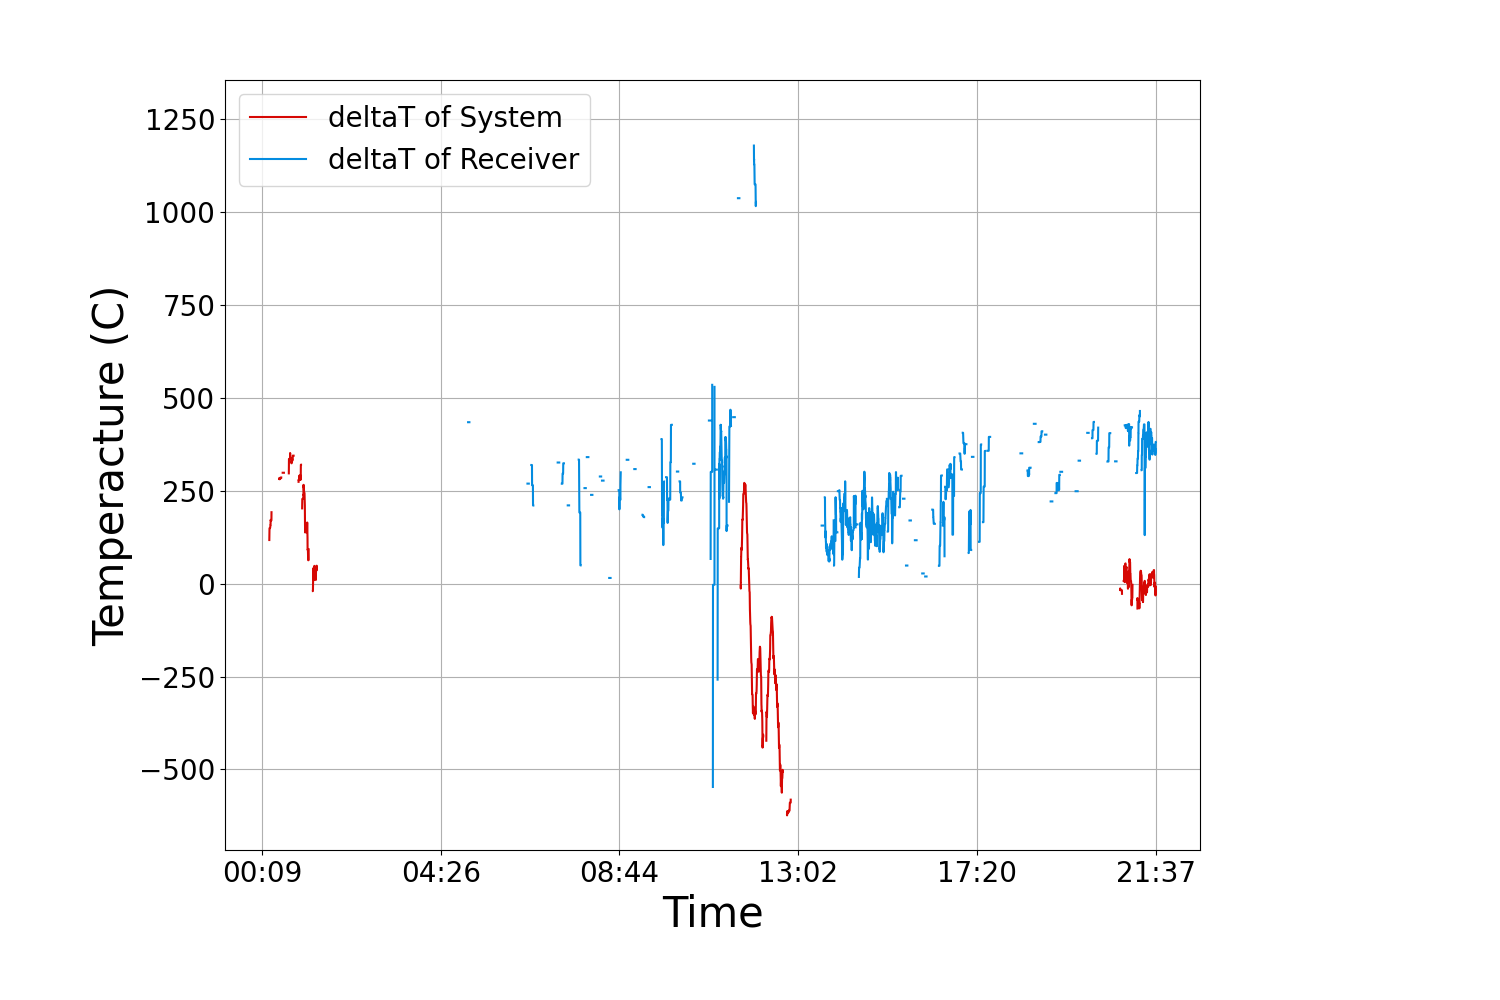 deltaT of System
deltaT of Receiver
1250
1000
750
500
250
0
−250
−500
Temperacture (C)
00:09 04:26 08:44 13:02 17:20 21:37
Time